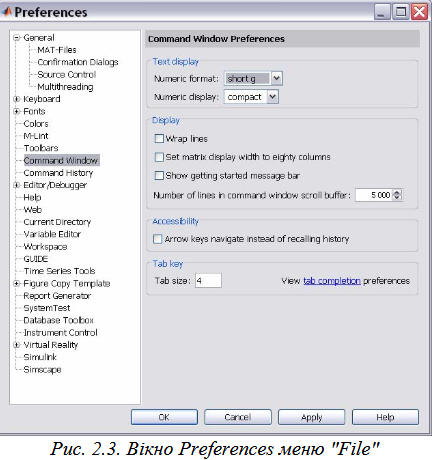 Preferences
General
MAT-Files
Confirmation Dialogs
Source Control
Multithreading
Keyboard
Fonts
Colors
M-Lint
Toolbars
Command Window
Command History
Editor/Debugger
Help
Web
Current Directory
Variable Editor
Workspace
GUIDE
Time Series Tools
Figure Copy Template
Report Generator
SystemTest
Database Toolbox
Instrument Control
Virtual Reality
Simulink
Simscape
Command Window Preferences
Text display
Numeric format: short g
Numeric display: compact
Display
Wrap lines
Set matrix display width to eighty columns
Show getting started message bar
Number of lines in command window scroll buffer: 5 000
Accessibility
Arrow keys navigate instead of recalling history
Tab key
Tab size: 4 View tab completion preferences
OK Cancel Apply Help
Рис. 2.3. Вікно Preferences меню "File"